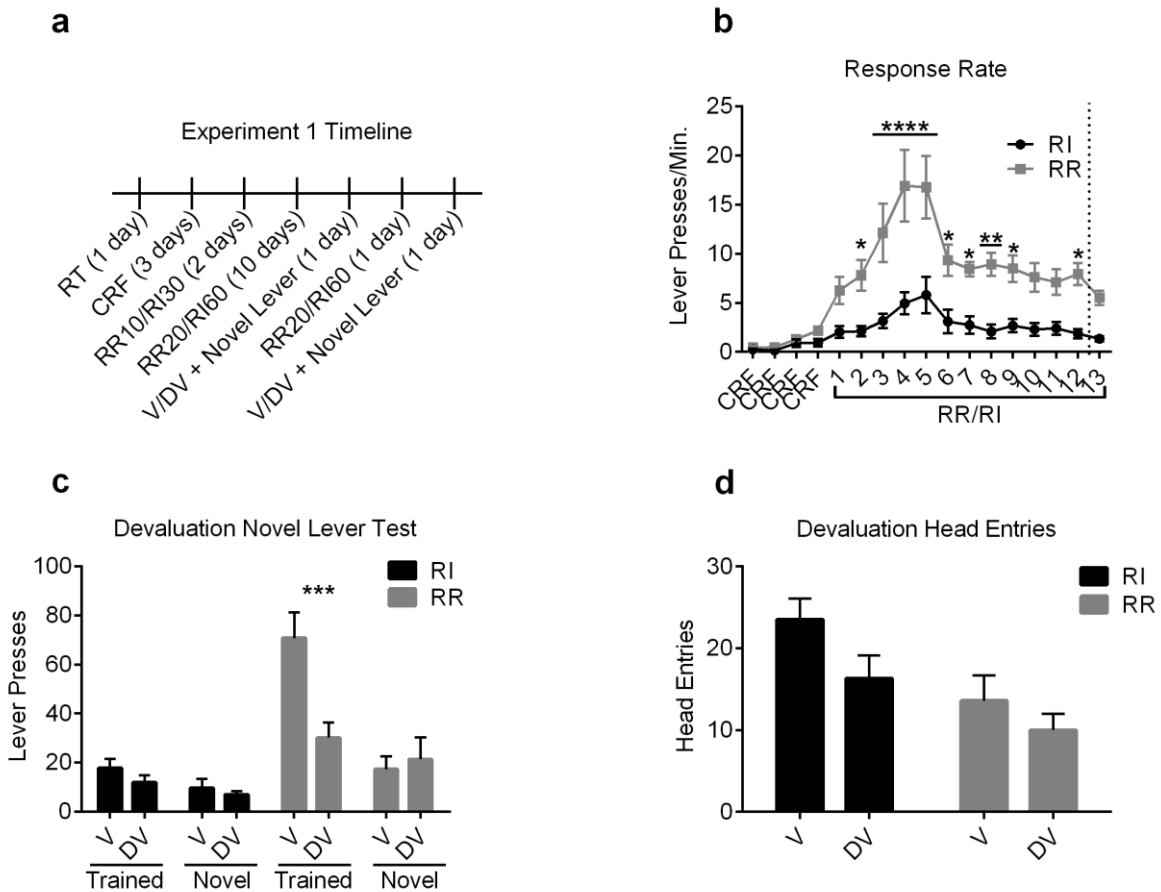 a
Experiment 1 Timeline
RT (1 day)
CRF (3 days)
RR10/RI30 (2 days)
RR20/RI60 (10 days)
V/DV + Novel Lever (1 day)
RR20/RI60 (1 day)
V/DV + Novel Lever (1 day)
b
Response Rate
Lever Presses/Min.
25
20
15
10
5
0
****
* * * ** * *
RI
RR
CRF CRF CRF CRF 1 2 3 4 5 6 7 8 9 10 11 12 13
RR/RI
c
Devaluation Novel Lever Test
Lever Presses
100
80
60
40
20
0
***
RI
RR
V DV V DV V DV V DV
Trained Novel Trained Novel
d
Devaluation Head Entries
Head Entries
30
20
10
0
RI
RR
V DV V DV